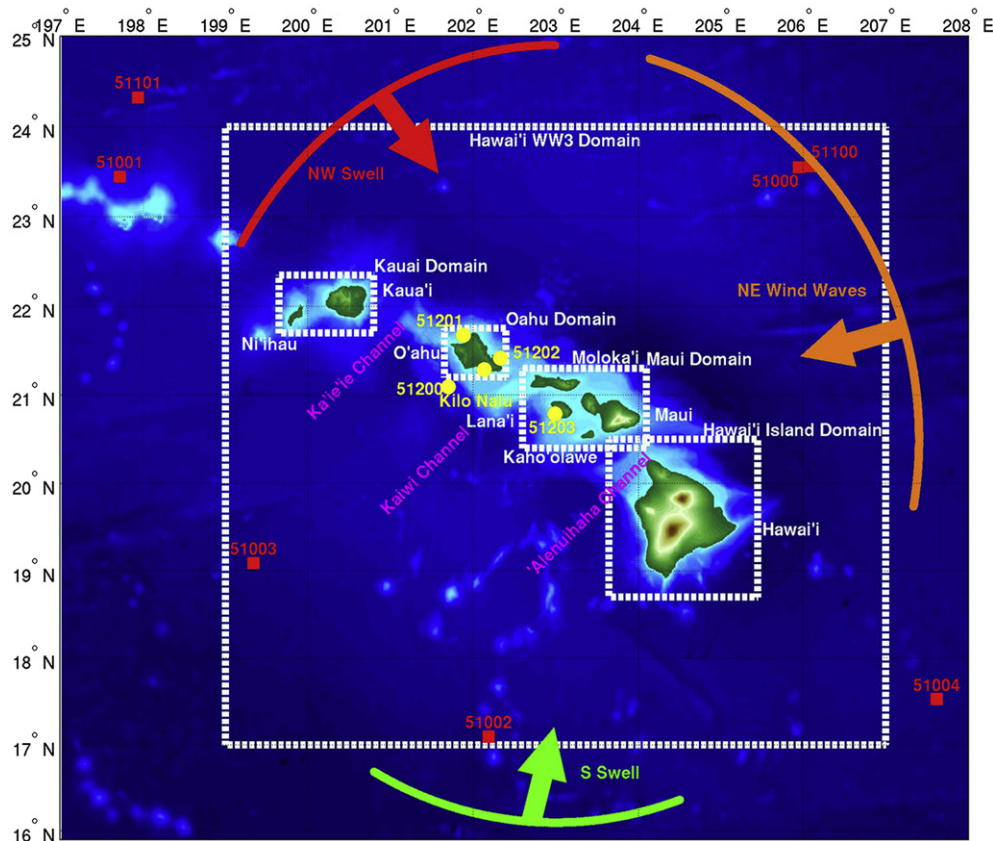 197° E 198° E 199° E 200° E 201° E 202° E 203° E 204° E 205° E 206° E 207° E 208° E
25° N
51101
24° N
Hawai'i WW3 Domain
51100
51001
NW Swell
51000
23° N
Kauai Domain
Kaua'i
NE Wind Waves
22° N
51201
Oahu Domain
Ni'ihau
O'ahu
51202
Moloka'i
Maui Domain
Ka'ie'ie Channel
51200
Kilo Nalu
21° N
Lana'i
51203
Maui
Hawai'i Island Domain
Kaho'olawe
Kaiwi Channel
20° N
'Alenuihaha Channel
Hawai'i
51003
19° N
18° N
51004
51002
17° N
S Swell
16° N